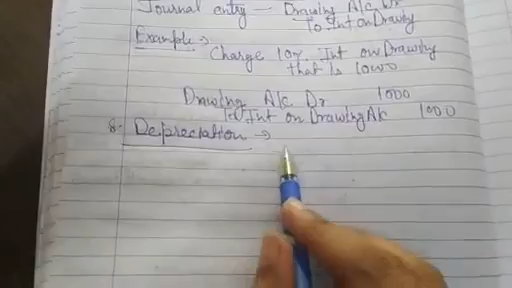 Journal entry — Drawing A/c Dr
To Int on Drawing
Example →
Charge 10% Int on Drawing
that is 10000
Drawing A/c Dr 1000
To Int on Drawing A/c 1000
8. Depreciation →